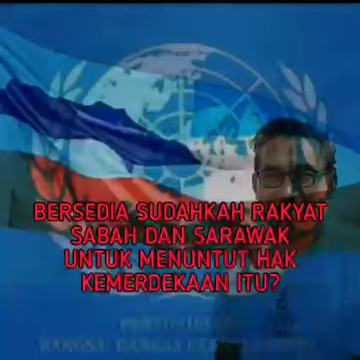 BERSEDIA SUDAHKAH RAKYAT
SABAH DAN SARAWAK
UNTUK MENUNTUT HAK
KEMERDEKAAN ITU?